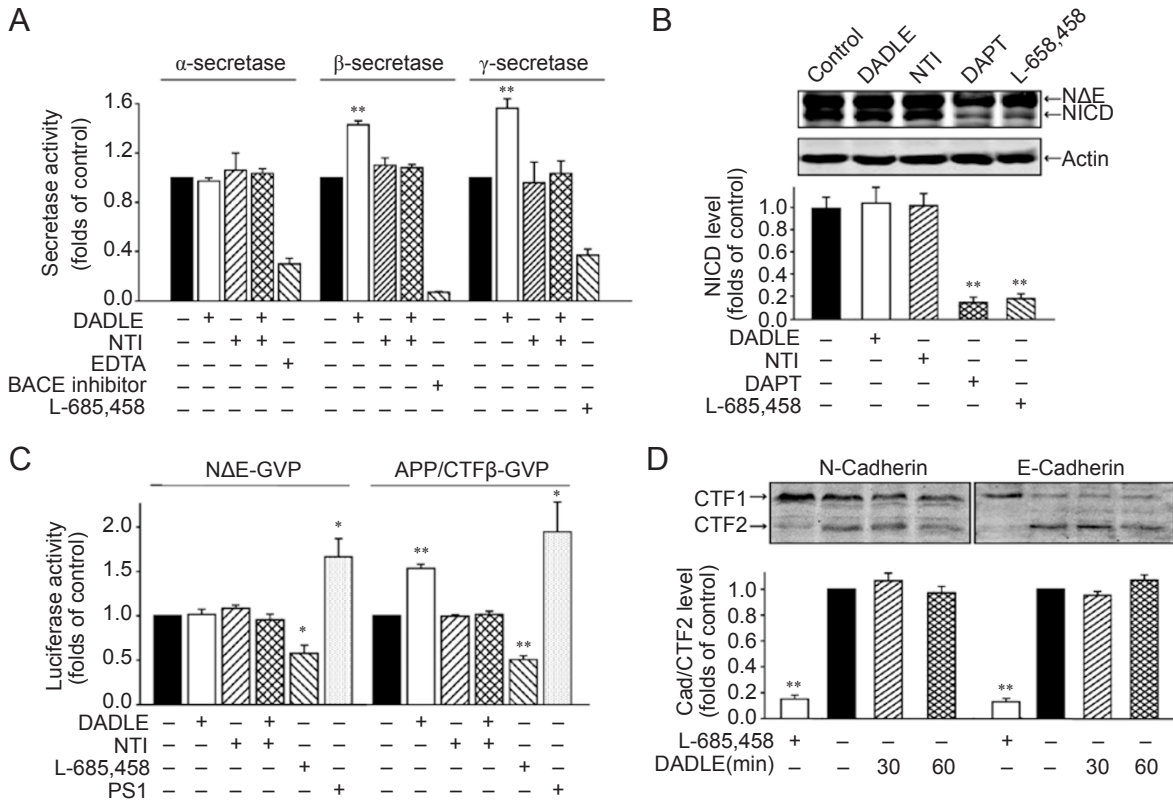 A
α-secretase β-secretase γ-secretase
Secretase activity
(folds of control)
1.6
1.2
0.8
0.4
0.0
** **
DADLE – + – + – – + – + – – + – + –
NTI – – + + – – – + + – – – + + –
EDTA – – – – + – – – – – – – – – –
BACE inhibitor – – – – – – – – – + – – – – –
L-685,458 – – – – – – – – – – – – – – +
B
Control DADLE NTI DAPT L-658,458
←NΔE
←NICD
←Actin
NICD level
(folds of control)
1.0
0.8
0.6
0.4
0.2
0.0
** **
DADLE – + – – –
NTI – – + – –
DAPT – – – + –
L-685,458 – – – – +
C
NΔE-GVP APP/CTFβ-GVP
Luciferase activity
(folds of control)
2.0
1.5
1.0
0.5
0.0
* * ** * **
DADLE – + – + – – – + – + – –
NTI – – + + – – – – + + – –
L-685,458 – – – – + – – – – – + –
PS1 – – – – – + – – – – – +
D
N-Cadherin E-Cadherin
CTF1→
CTF2→
Cad/CTF2 level
(folds of control)
1.0
0.8
0.6
0.4
0.2
0.0
** **
L-685,458 + – – – + – – –
DADLE(min) – – 30 60 – – 30 60